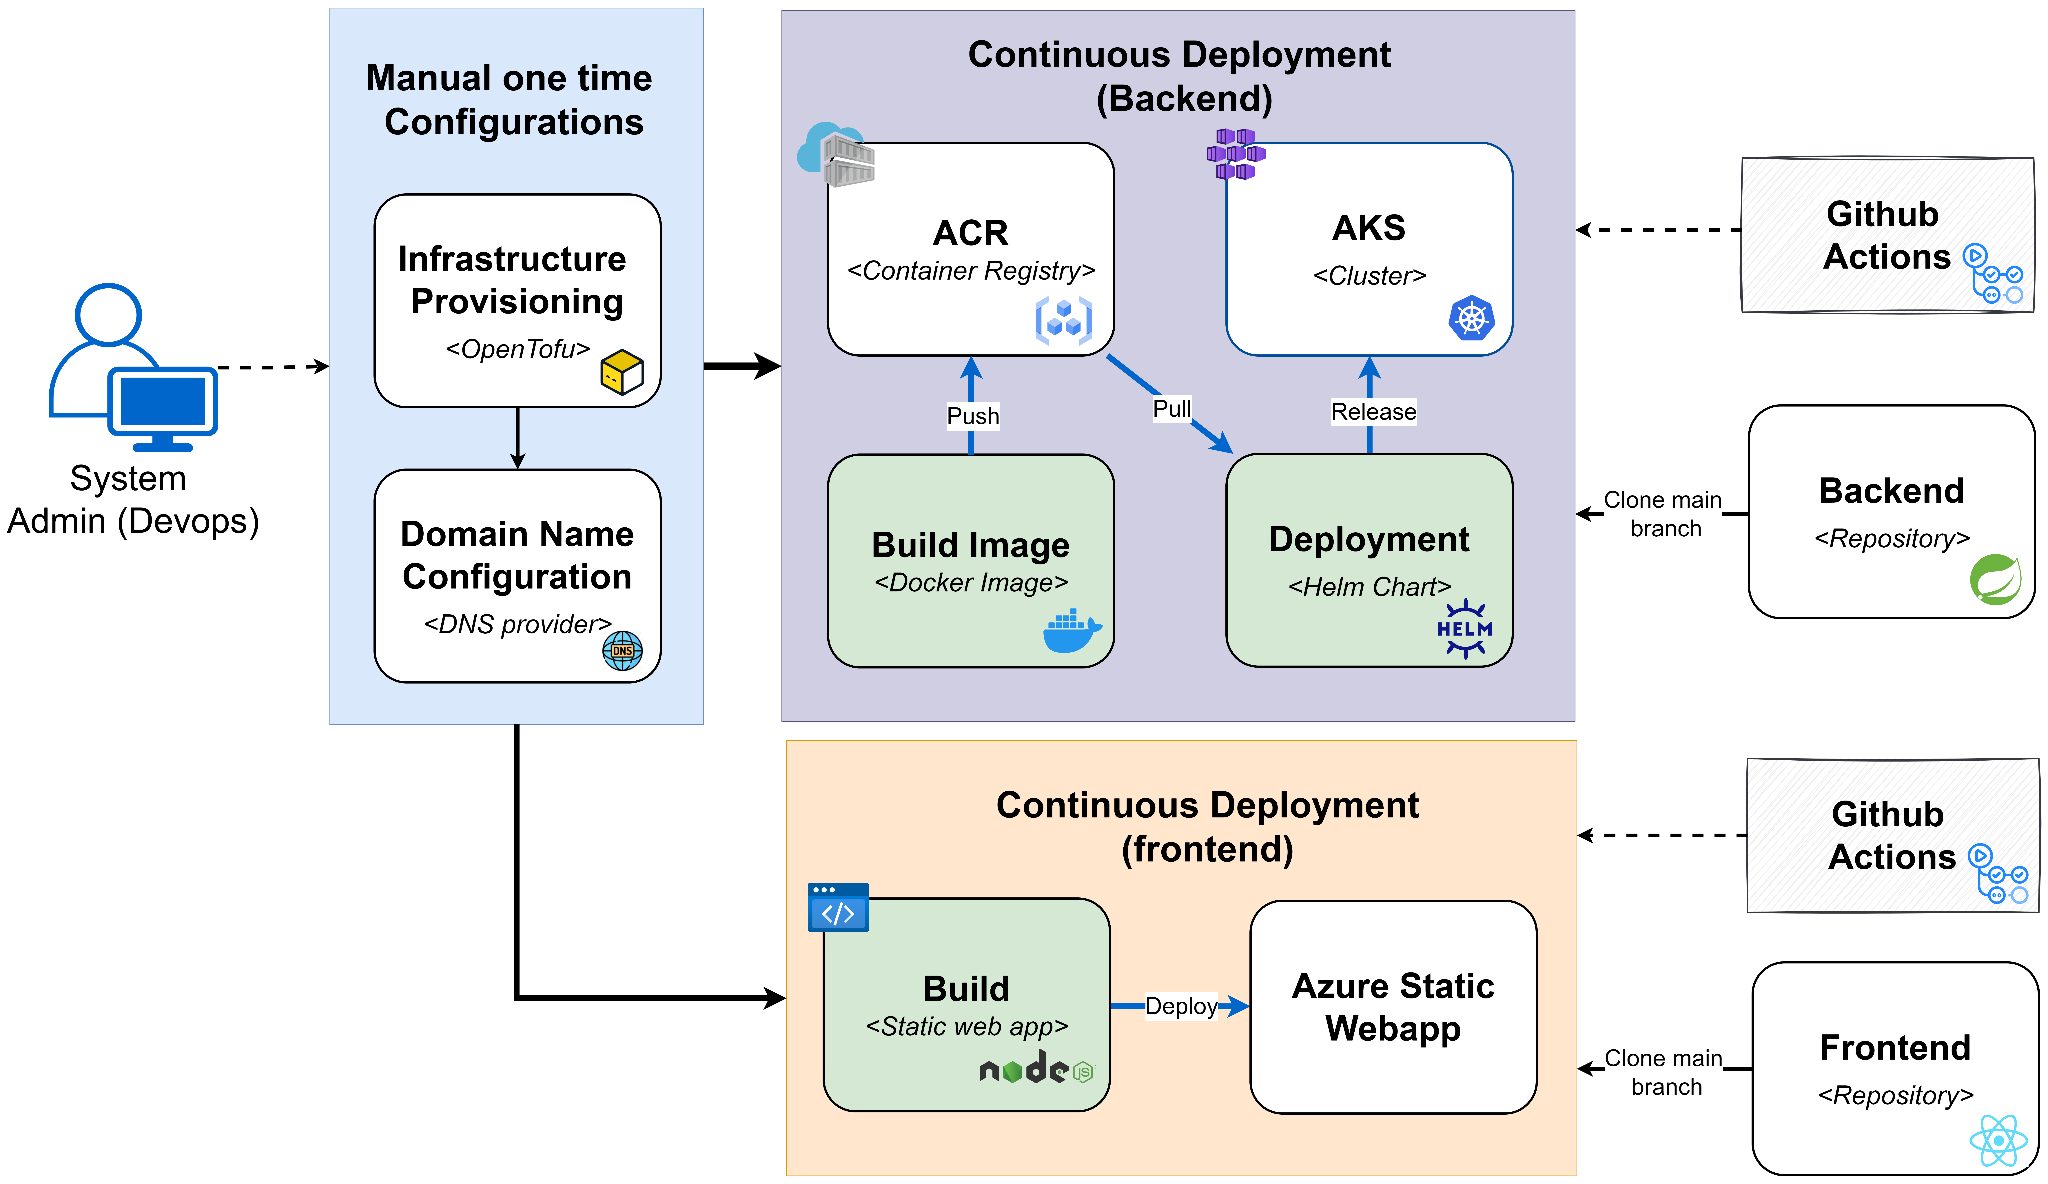 System
Admin (Devops)
Manual one time
Configurations
Infrastructure
Provisioning
<OpenTofu>
Domain Name
Configuration
<DNS provider>
DNS
Continuous Deployment
(Backend)
ACR
<Container Registry>
AKS
<Cluster>
Push
Pull
Release
Build Image
<Docker Image>
Deployment
<Helm Chart>
HELM
Github
Actions
Clone main
branch
Backend
<Repository>
Continuous Deployment
(frontend)
</>
Build
<Static web app>
node
JS
Deploy
Azure Static
Webapp
Github
Actions
Clone main
branch
Frontend
<Repository>